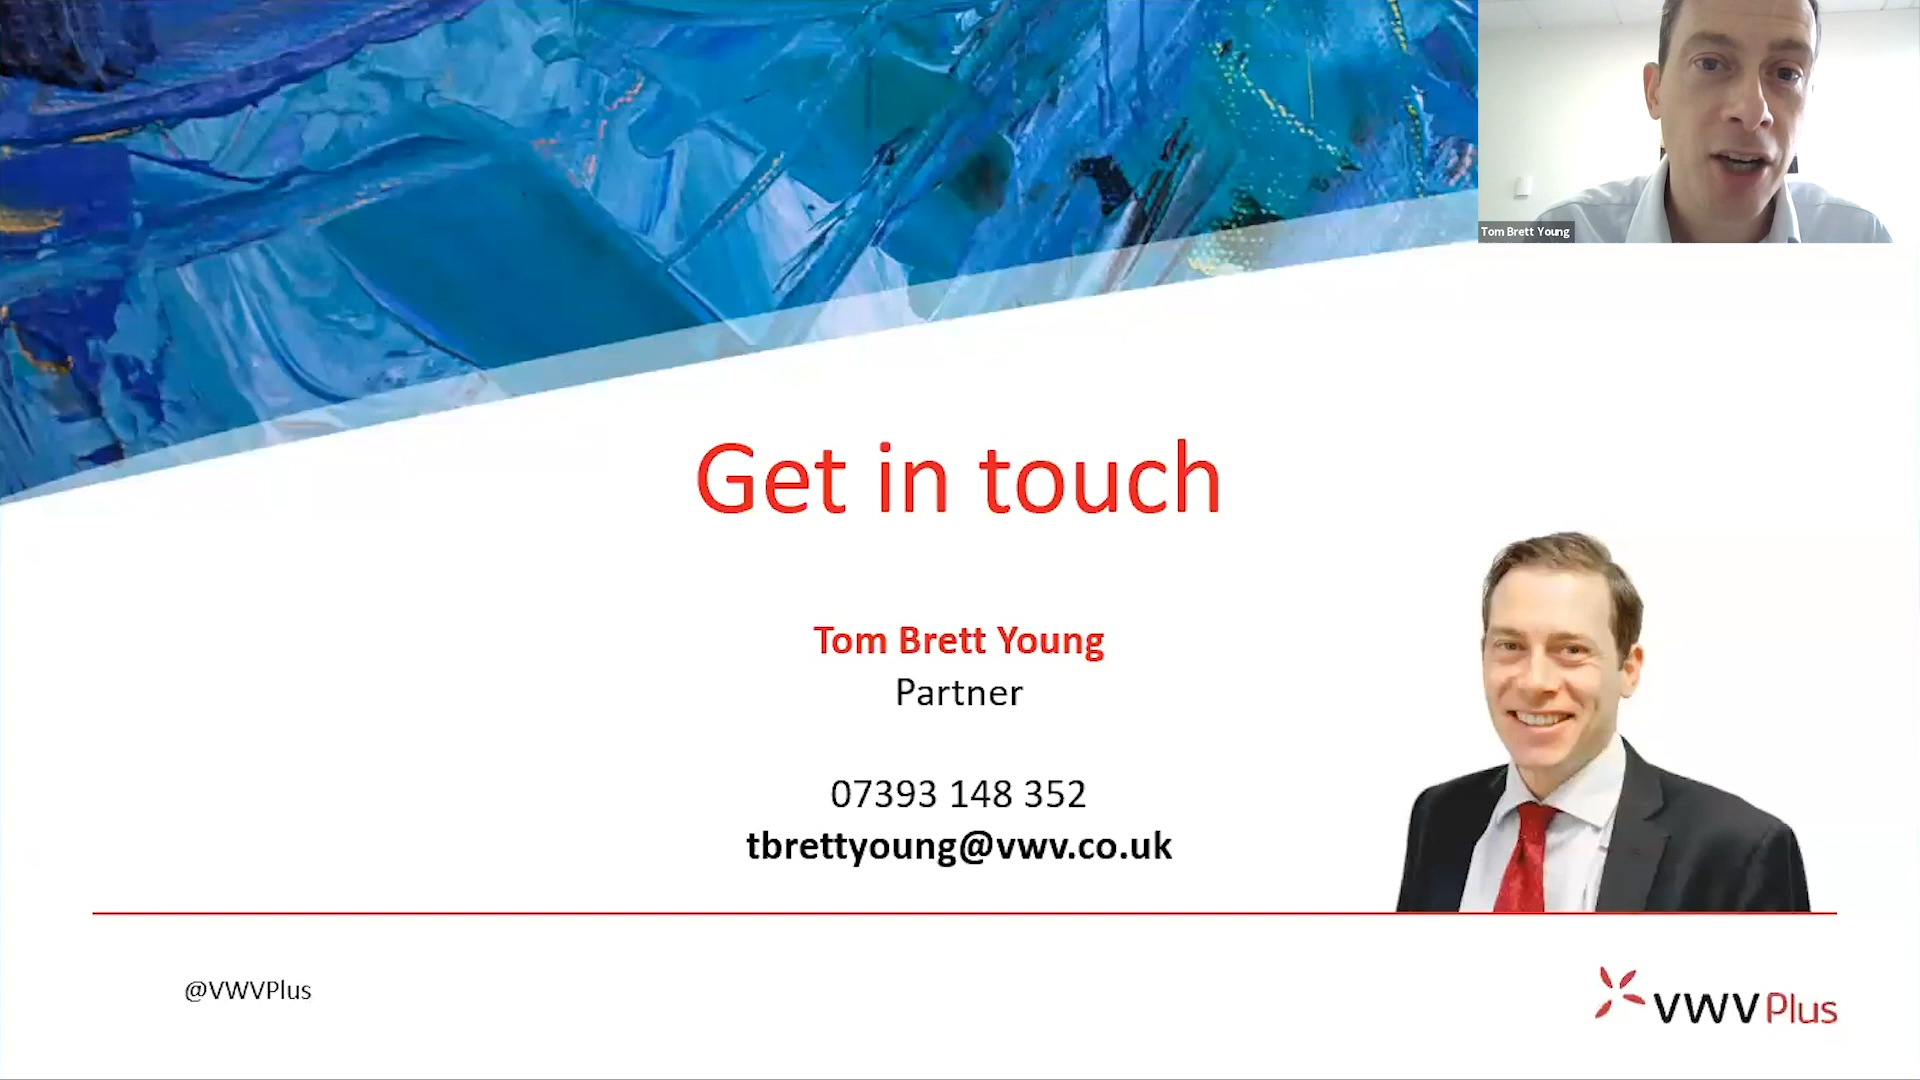 Tom Brett Young
Get in touch
Tom Brett Young
Partner
07393 148 352
tbrettyoung@vwv.co.uk
@VWVPlus
VWV Plus